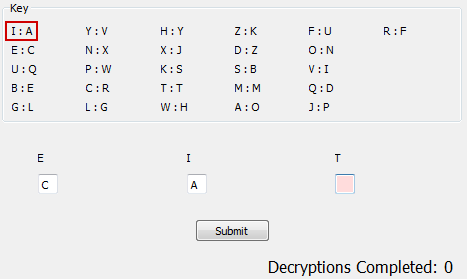 Key
I : A Y : V H : Y Z : K F : U R : F
E : C N : X X : J D : Z O : N
U : Q P : W K : S S : B V : I
B : E C : R T : T M : M Q : D
G : L L : G W : H A : O J : P
E I T
C A
Submit
Decryptions Completed: 0